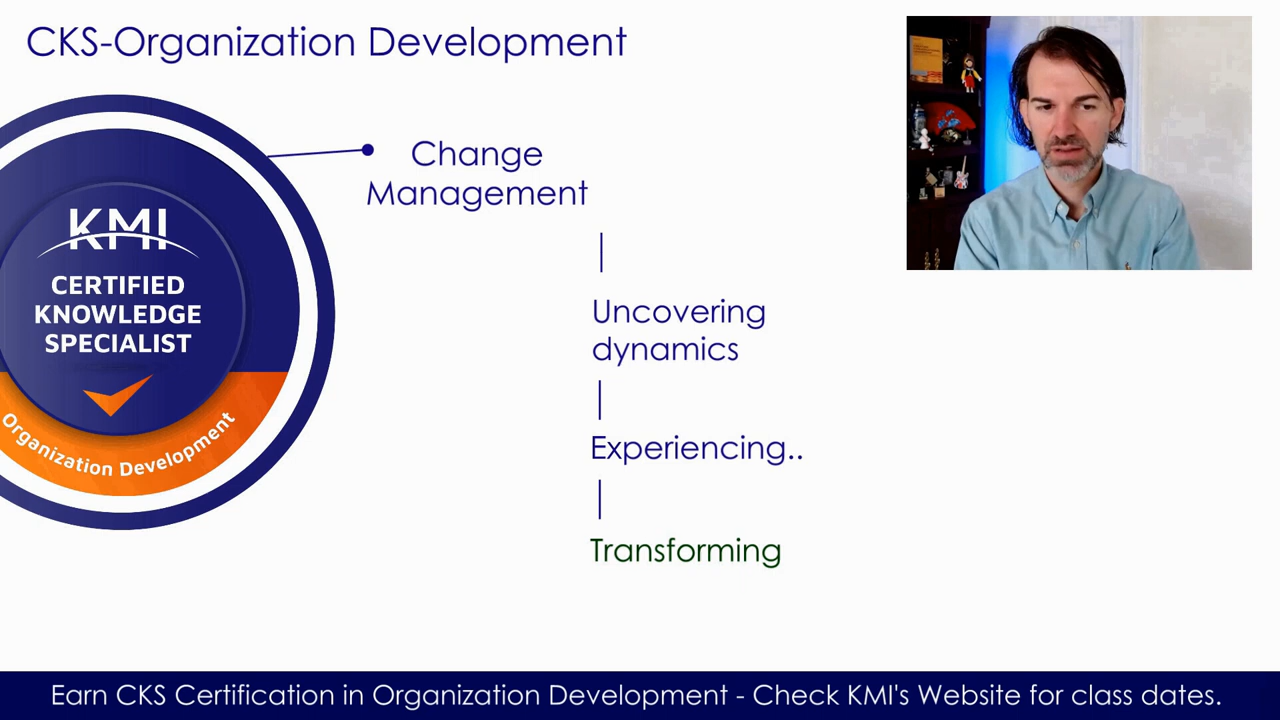 CKS-Organization Development
KMI
CERTIFIED
KNOWLEDGE
SPECIALIST
Organization Development
Change
Management
Uncovering
dynamics
Experiencing..
Transforming
Earn CKS Certification in Organization Development - Check KMI's Website for class dates.